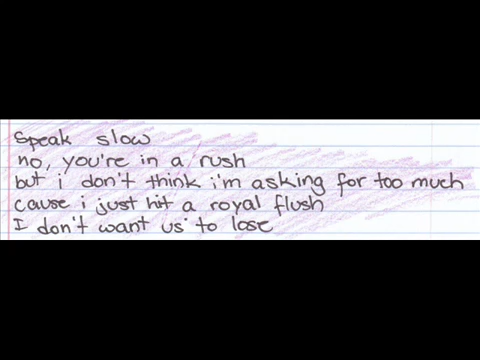 Speak slow
no, you're in a rush
but i don't think i'm asking for too much
cause i just hit a royal flush
I don't want us to lose